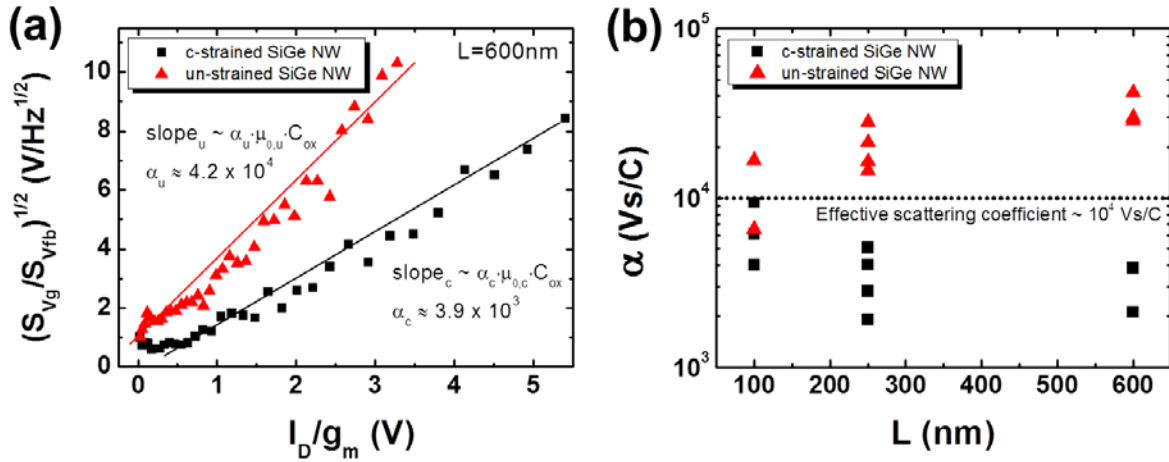 (a)
c-strained SiGe NW
un-strained SiGe NW
L=600nm
slope_u ~ α_u·μ_0,u·C_ox
α_u ≈ 4.2 x 10^4
slope_c ~ α_c·μ_0,c·C_ox
α_c ≈ 3.9 x 10^3
(S_Vg/S_Vfb)^1/2 (V/Hz^1/2)
10
8
6
4
2
0
0 1 2 3 4 5
I_D/g_m (V)
(b)
c-strained SiGe NW
un-strained SiGe NW
Effective scattering coefficient ~ 10^4 Vs/C
α (Vs/C)
10^5
10^4
10^3
100 200 300 400 500 600
L (nm)